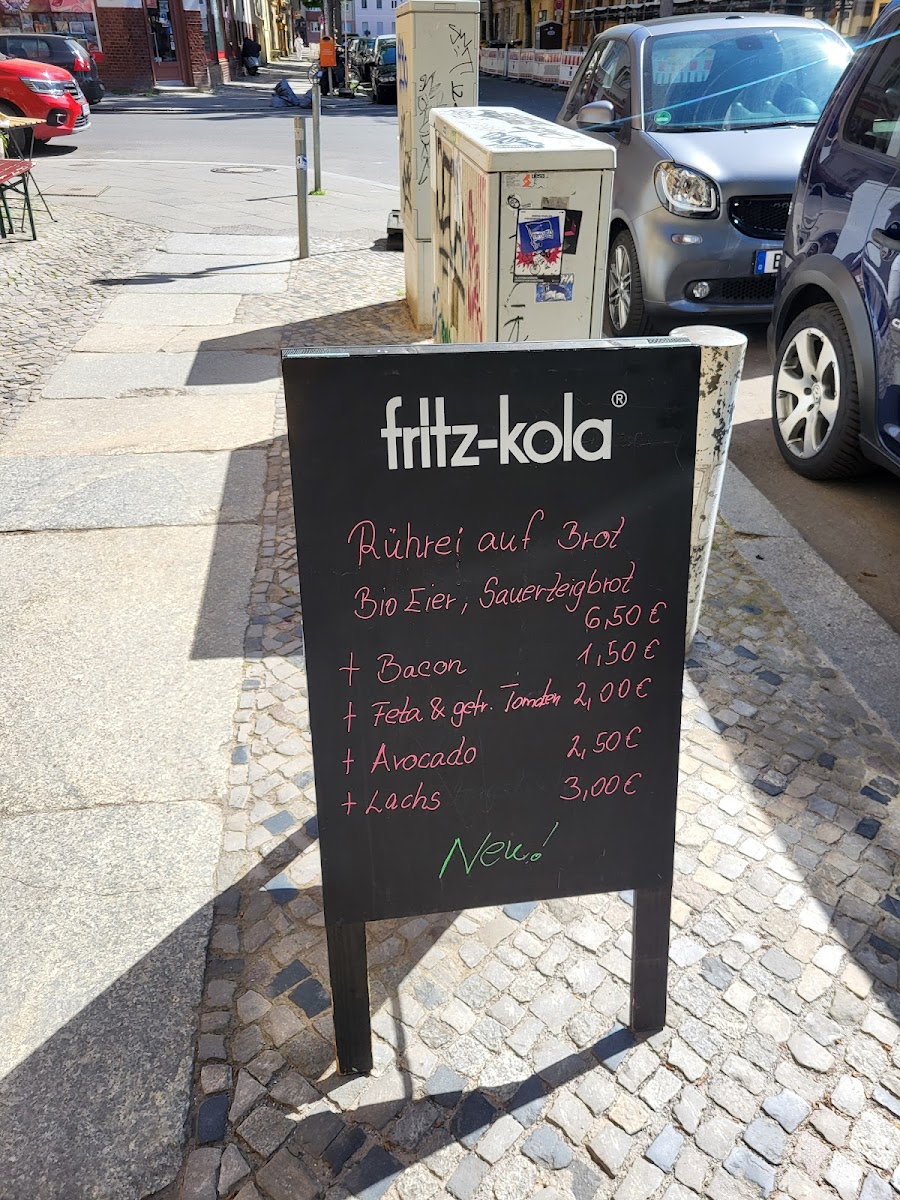 fritz-kola®
Rührei auf Brot
Bio Eier, Sauerteigbrot
6,50 €
+ Bacon 1,50 €
+ Feta & getr. Tomaten 2,00 €
+ Avocado 2,50 €
+ Lachs 3,00 €
Neu!